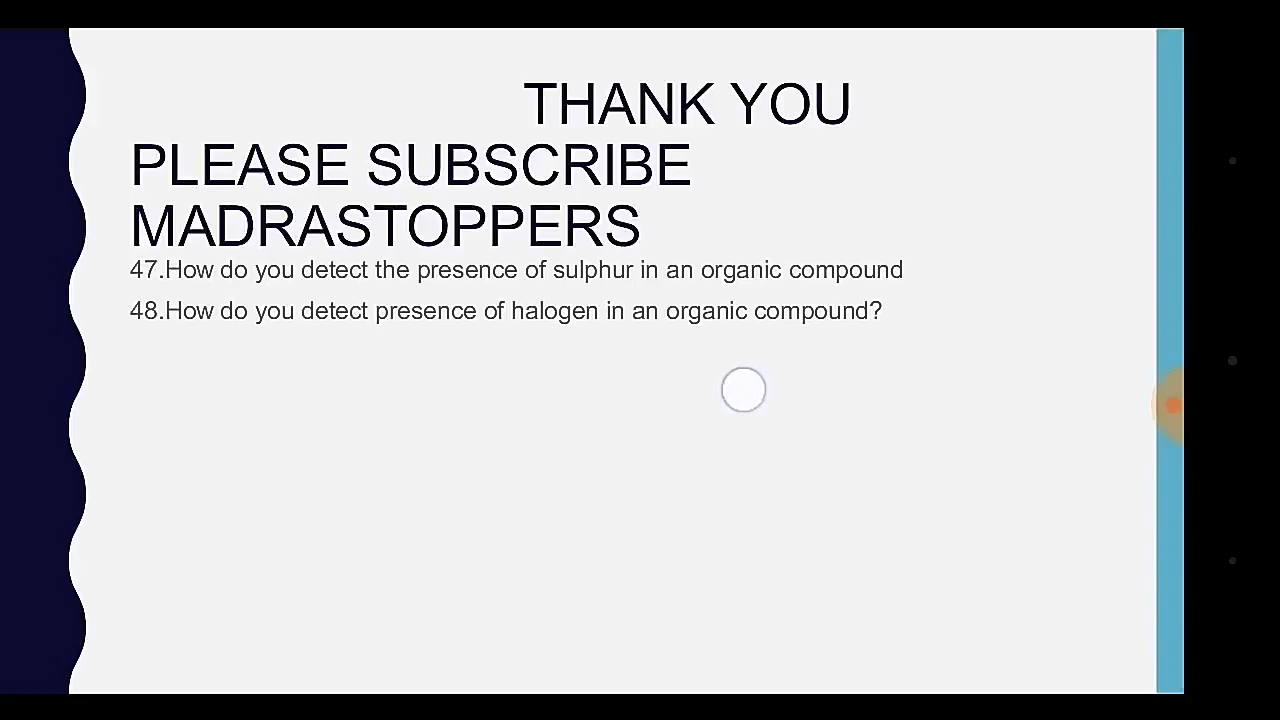 THANK YOU
PLEASE SUBSCRIBE
MADRASTOPPERS
47.How do you detect the presence of sulphur in an organic compound
48.How do you detect presence of halogen in an organic compound?